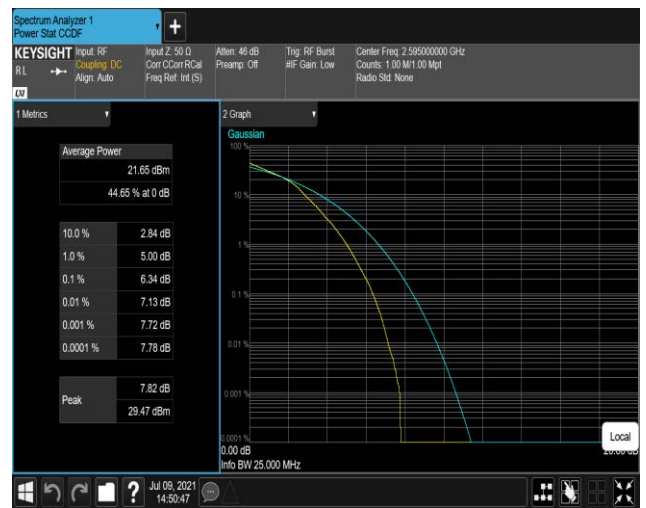 Spectrum Analyzer 1
Power Stat CCDF
+
KEYSIGHT Input: RF
R L
Coupling: DC
Align: Auto
LXI
Input Z: 50 Ω
Corr CCorr RCal
Freq Ref: Int (S)
Atten: 46 dB
Preamp: Off
Trig: RF Burst
#IF Gain: Low
Center Freq: 2.595000000 GHz
Counts: 1.00 M/1.00 Mpt
Radio Std: None
1 Metrics
Average Power
21.65 dBm
44.65 % at 0 dB
10.0 % 2.84 dB
1.0 % 5.00 dB
0.1 % 6.34 dB
0.01 % 7.13 dB
0.001 % 7.72 dB
0.0001 % 7.78 dB
Peak
7.82 dB
29.47 dBm
2 Graph
Gaussian
100 %
10 %
1 %
0.1 %
0.01 %
0.001 %
0.0001 %
0.00 dB
Info BW 25.000 MHz
Local
?
Jul 09, 2021
14:50:47